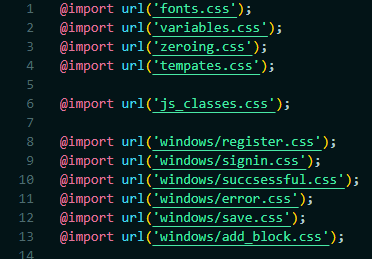 1 @import url('fonts.css');
2 @import url('variables.css');
3 @import url('zeroing.css');
4 @import url('tempates.css');
5
6 @import url('js_classes.css');
7
8 @import url('windows/register.css');
9 @import url('windows/signin.css');
10 @import url('windows/succsessful.css');
11 @import url('windows/error.css');
12 @import url('windows/save.css');
13 @import url('windows/add_block.css');
14